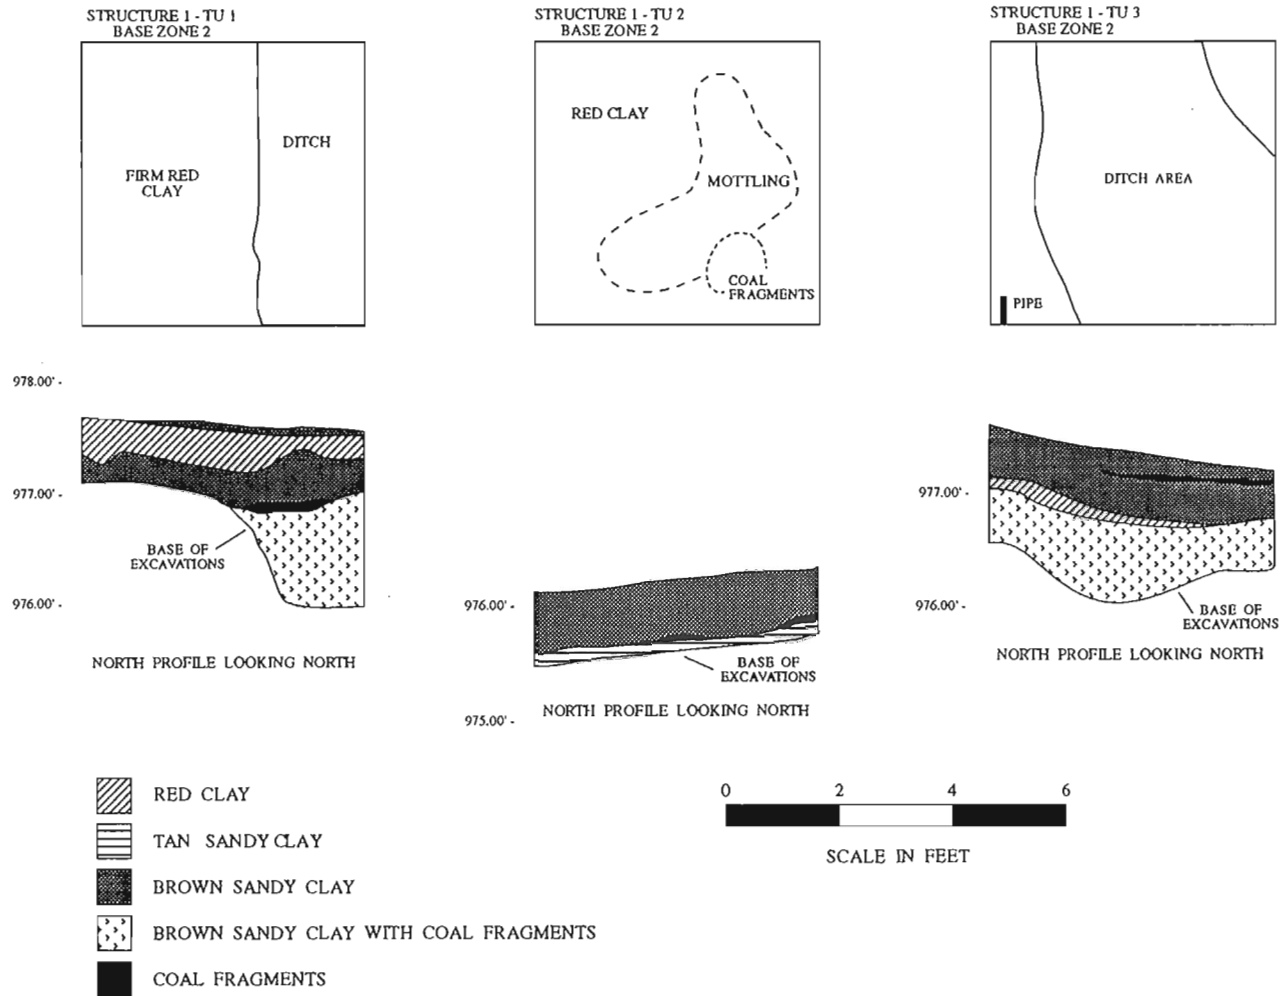 STRUCTURE 1 - TU 1
BASE ZONE 2
FIRM RED
CLAY
DITCH
STRUCTURE 1 - TU 2
BASE ZONE 2
RED CLAY
MOTTLING
COAL
FRAGMENTS
STRUCTURE 1 - TU 3
BASE ZONE 2
DITCH AREA
PIPE
978.00' -
977.00' -
976.00' -
BASE OF
EXCAVATIONS
NORTH PROFILE LOOKING NORTH
976.00' -
975.00' -
BASE OF
EXCAVATIONS
NORTH PROFILE LOOKING NORTH
977.00' -
976.00' -
BASE OF
EXCAVATIONS
NORTH PROFILE LOOKING NORTH
RED CLAY
TAN SANDY CLAY
BROWN SANDY CLAY
BROWN SANDY CLAY WITH COAL FRAGMENTS
COAL FRAGMENTS
0 2 4 6
SCALE IN FEET